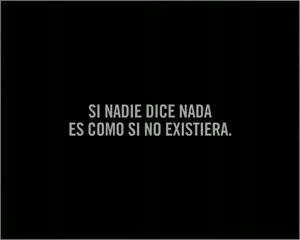 SI NADIE DICE NADA
ES COMO SI NO EXISTIERA.